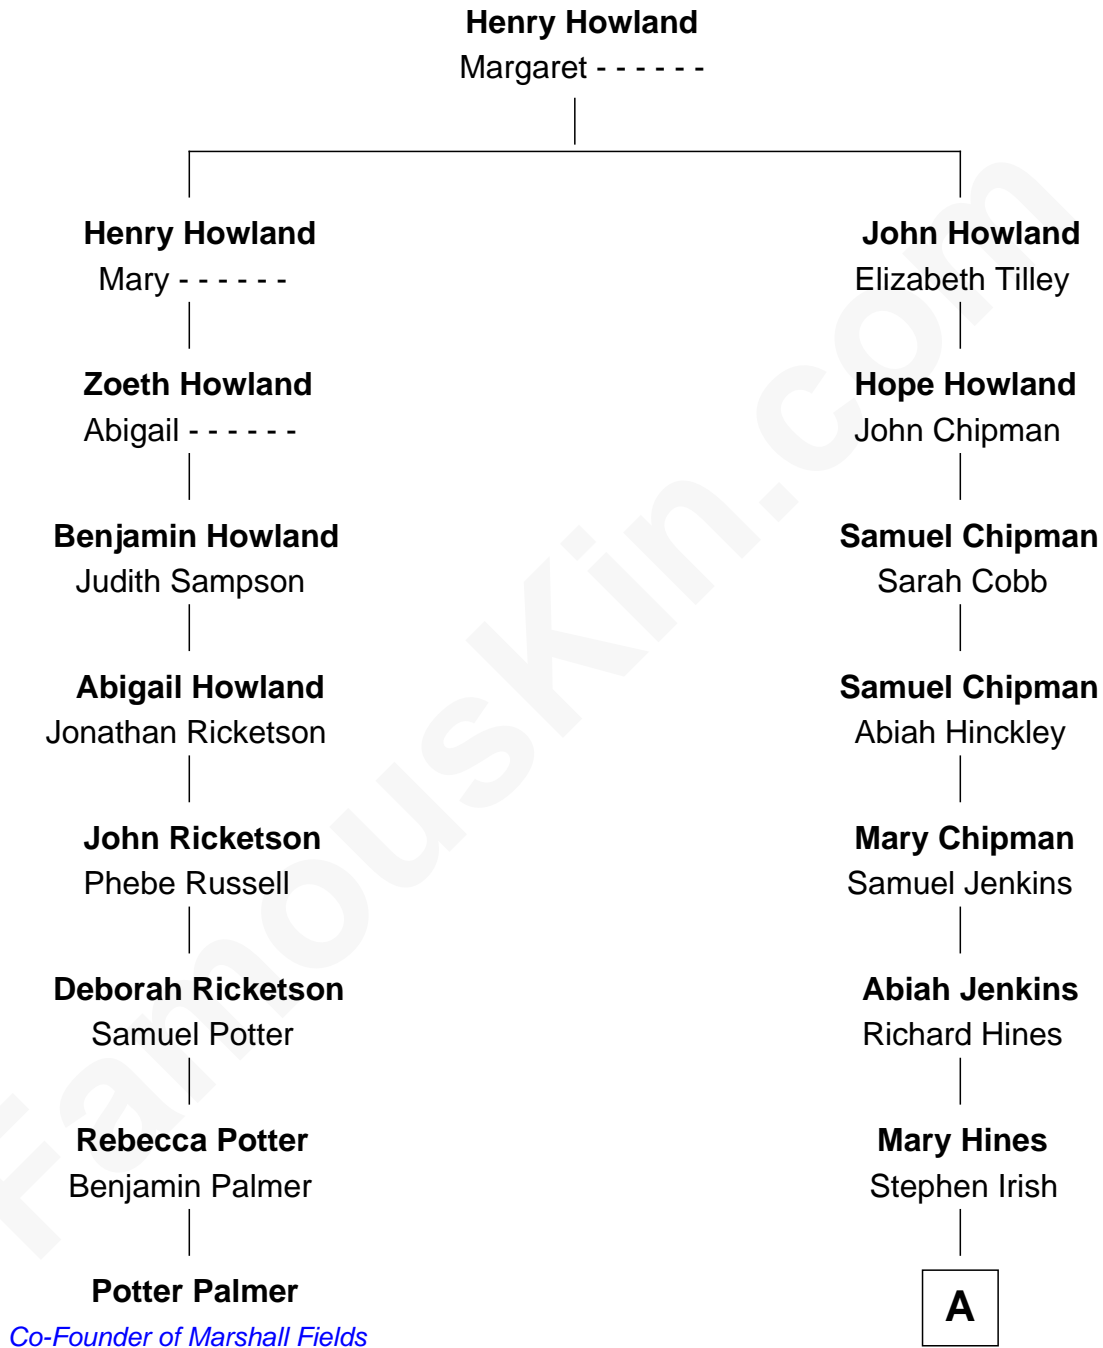 Henry Howland
Margaret - - - - - -
Henry Howland
Mary - - - - - -
Zoeth Howland
Abigail - - - - - -
Benjamin Howland
Judith Sampson
Abigail Howland
Jonathan Ricketson
John Ricketson
Phebe Russell
Deborah Ricketson
Samuel Potter
Rebecca Potter
Benjamin Palmer
Potter Palmer
Co-Founder of Marshall Fields
John Howland
Elizabeth Tilley
Hope Howland
John Chipman
Samuel Chipman
Sarah Cobb
Samuel Chipman
Abiah Hinckley
Mary Chipman
Samuel Jenkins
Abiah Jenkins
Richard Hines
Mary Hines
Stephen Irish
A
FamousKin.com